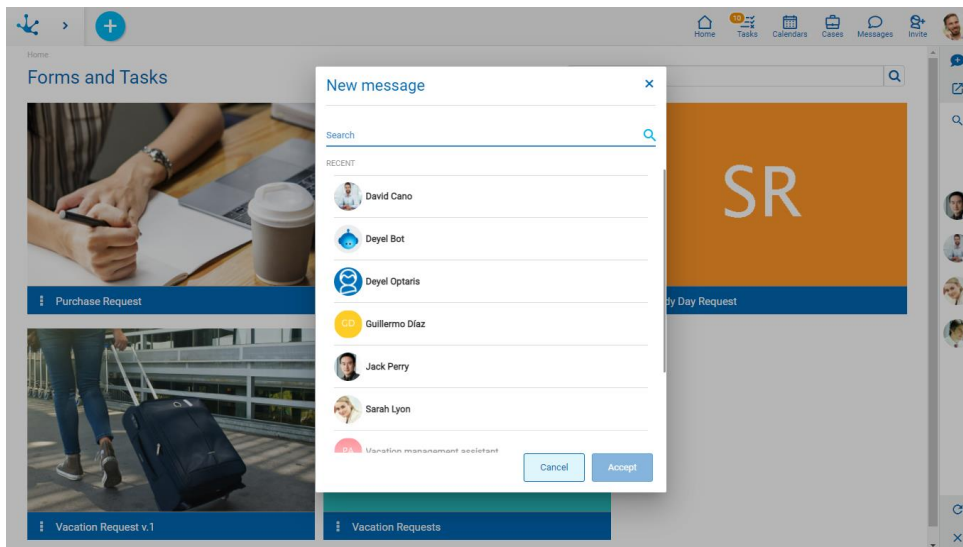 10
Home
Tasks
Calendars
Cases
Messages
Invite
Home:
Forms and Tasks
New message
Search
RECENT
David Cano
Deyel Bot
Deyel Optaris
Guillermo Díaz
GD
Jack Perry
Sarah Lyon
Vacation management assistant
Cancel
Accept
SR
Purchase Request
dy Day Request
Vacation Request v.1
Vacation Requests